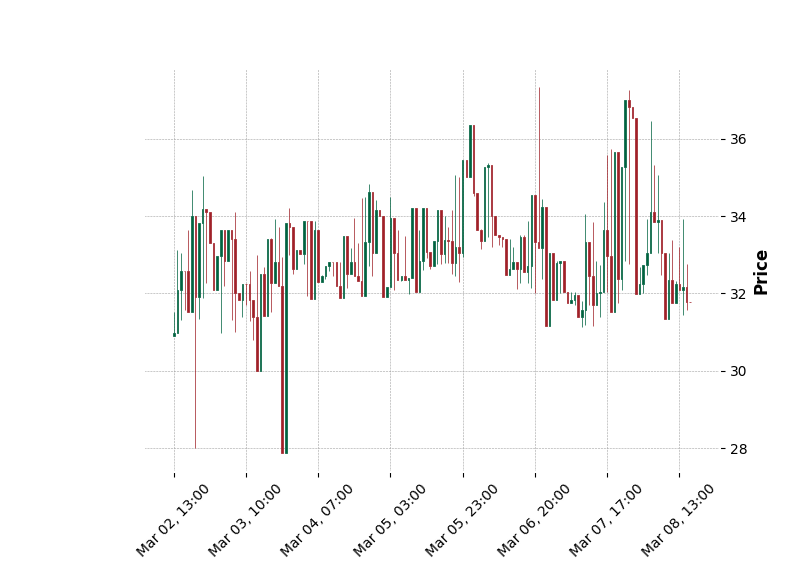 36
34
32
30
28
Price
Mar 02, 13:00
Mar 03, 10:00
Mar 04, 07:00
Mar 05, 03:00
Mar 05, 23:00
Mar 06, 20:00
Mar 07, 17:00
Mar 08, 13:00